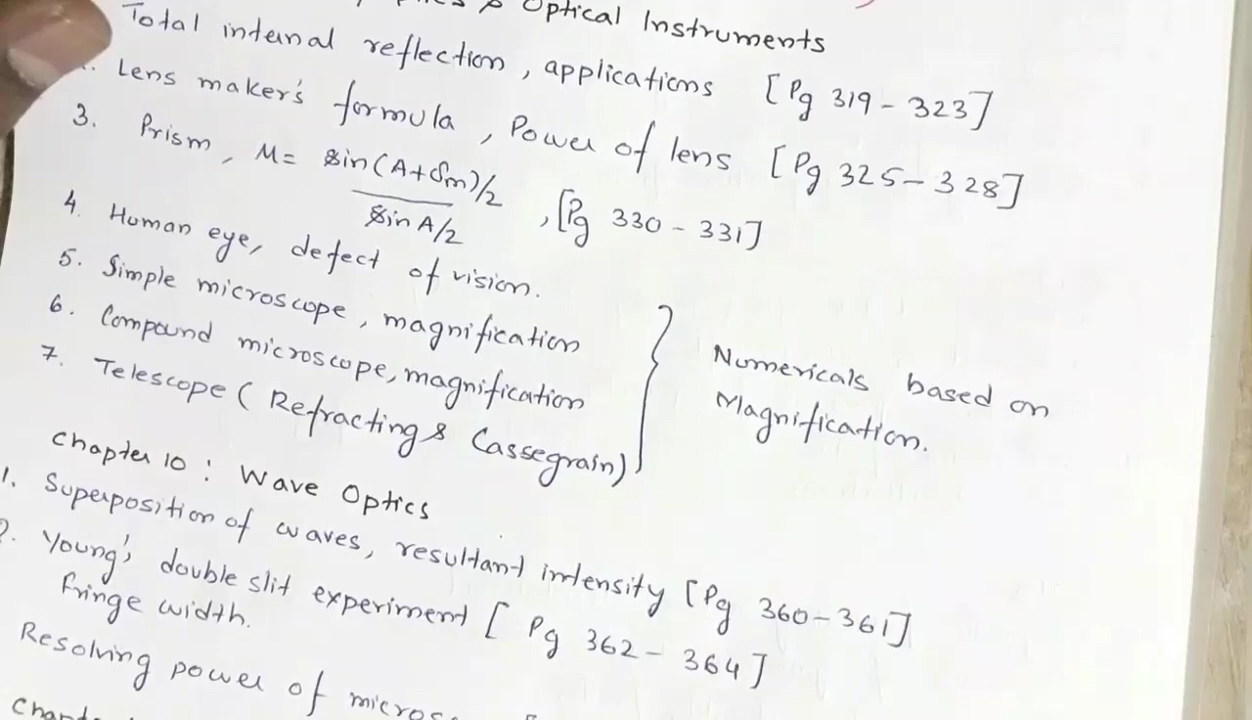 Optical Instruments
Total internal reflection, applications [Pg 319-323]
Lens maker's formula, Power of lens [Pg 325-328]
3. Prism, M= sin(A+δm)/2 , [Pg 330-331]
sin A/2
4. Human eye, defect of vision.
5. Simple microscope, magnification
6. Compound microscope, magnification
7. Telescope (Refracting & Cassegrain)
Numericals based on
Magnification.
Chapter 10: Wave Optics
1. Superposition of waves, resultant intensity [Pg 360-361]
2. Young's double slit experiment [Pg 362-364]
Fringe width.
Resolving power of